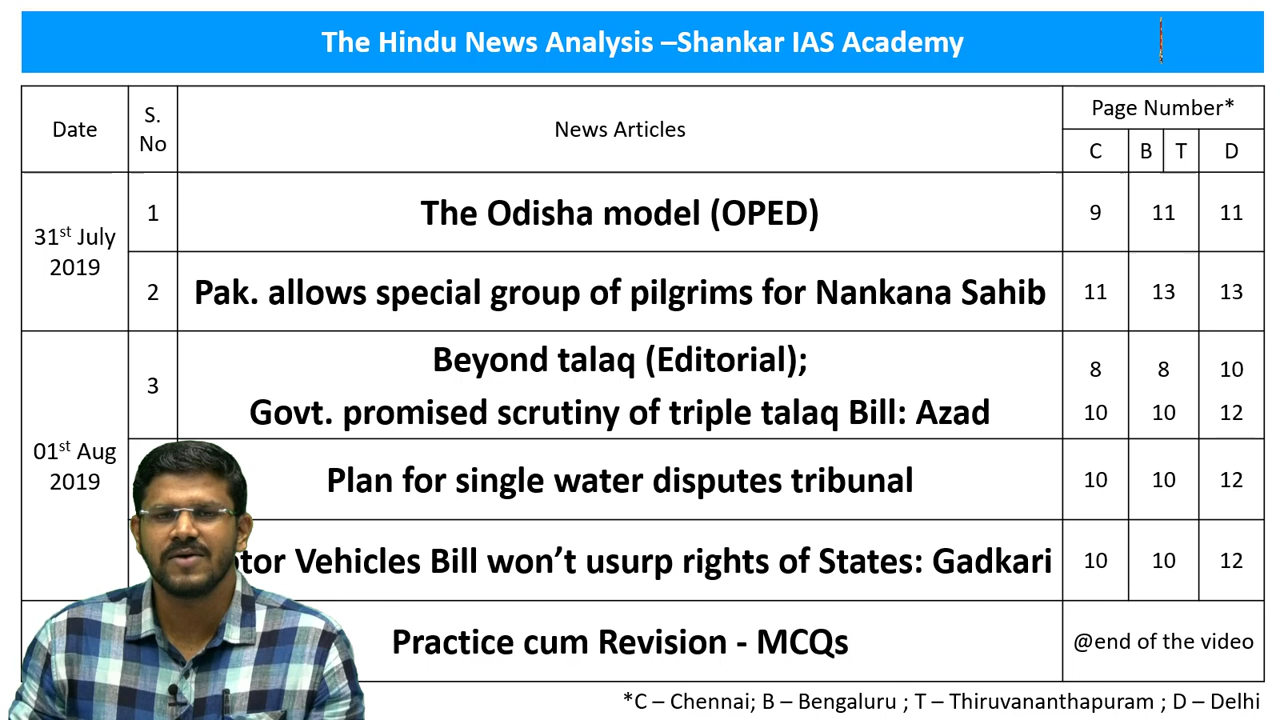 The Hindu News Analysis –Shankar IAS Academy
Date
S. No
News Articles
Page Number*
C B T D
31st July 2019
1 The Odisha model (OPED) 9 11 11
2 Pak. allows special group of pilgrims for Nankana Sahib 11 13 13
01st Aug 2019
3 Beyond talaq (Editorial); 8 8 10
Govt. promised scrutiny of triple talaq Bill: Azad 10 10 12
Plan for single water disputes tribunal 10 10 12
Vehicles Bill won’t usurp rights of States: Gadkari 10 10 12
Practice cum Revision - MCQs @end of the video
*C – Chennai; B – Bengaluru ; T – Thiruvananthapuram ; D – Delhi